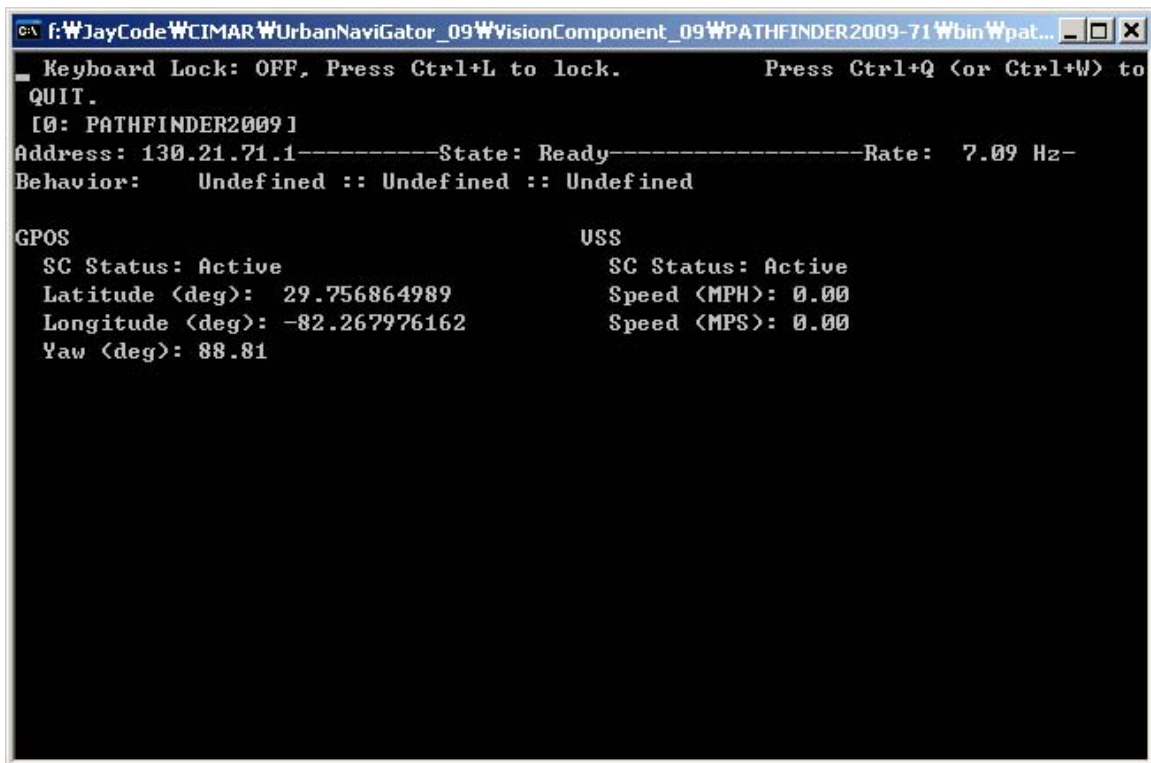 f:₩JayCode₩CIMAR₩UrbanNaviGator_09₩VisionComponent_09₩PATHFINDER2009-71₩bin₩pat...
Keyboard Lock: OFF, Press Ctrl+L to lock. Press Ctrl+Q (or Ctrl+W) to
QUIT.
[0: PATHFINDER2009]
Address: 130.21.71.1----------State: Ready------------------Rate: 7.09 Hz-
Behavior: Undefined :: Undefined :: Undefined
GPOS VSS
SC Status: Active SC Status: Active
Latitude (deg): 29.756864989 Speed (MPH): 0.00
Longitude (deg): -82.267976162 Speed (MPS): 0.00
Yaw (deg): 88.81